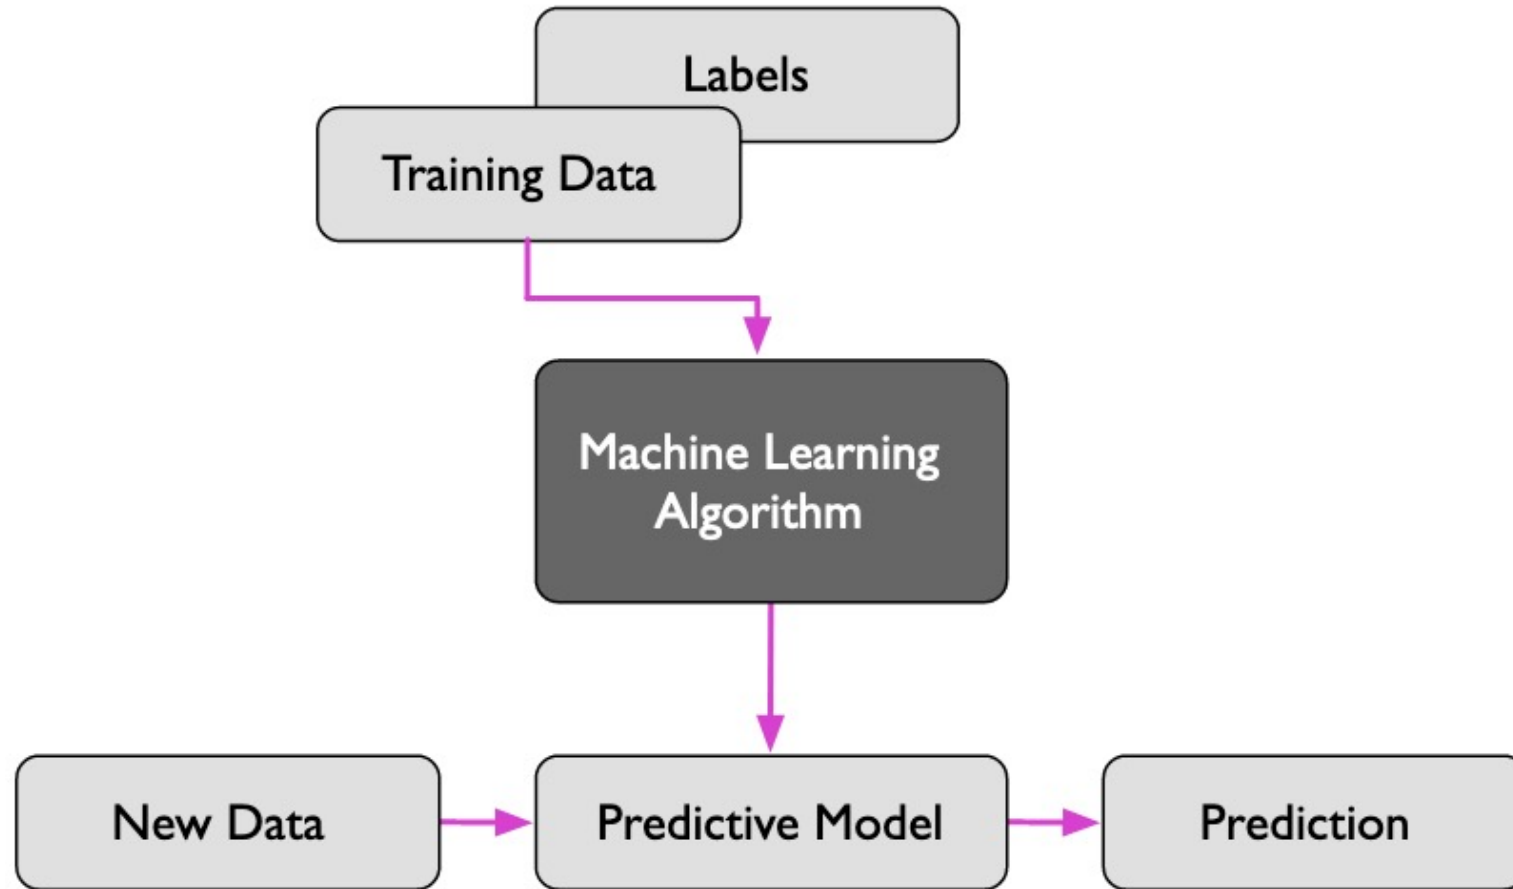 Labels
Training Data
Machine Learning
Algorithm
New Data
Predictive Model
Prediction